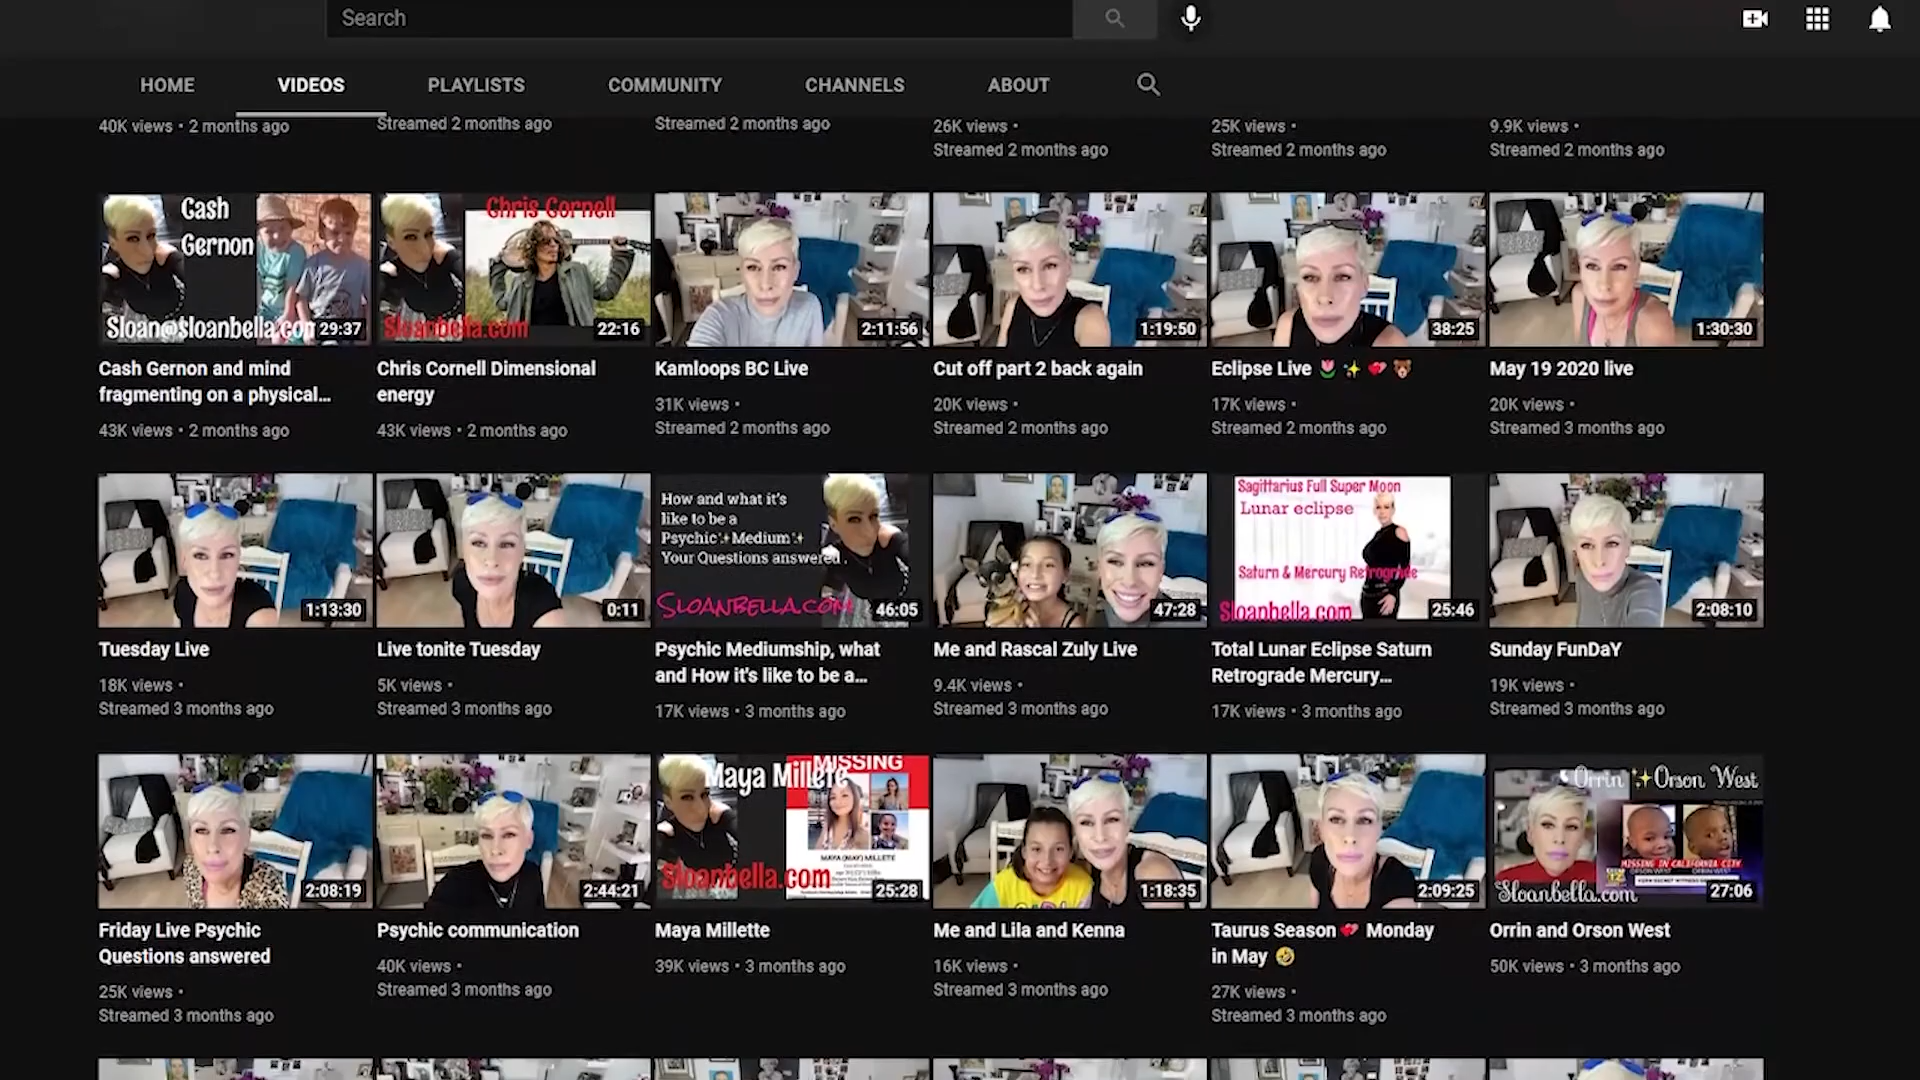 Search
HOME
VIDEOS
PLAYLISTS
COMMUNITY
CHANNELS
ABOUT
40K views • 2 months ago
Streamed 2 months ago
Streamed 2 months ago
26K views •
Streamed 2 months ago
25K views •
Streamed 2 months ago
9.9K views •
Streamed 2 months ago
Cash
Gernon
Sloan@sloanbella.com
29:37
Cash Gernon and mind
fragmenting on a physical...
43K views • 2 months ago
Chris Cornell
Sloanbella.com
22:16
Chris Cornell Dimensional
energy
43K views • 2 months ago
2:11:56
Kamloops BC Live
31K views •
Streamed 2 months ago
1:19:50
Cut off part 2 back again
20K views •
Streamed 2 months ago
38:25
Eclipse Live 🌷 ✨ 💕 🐻
17K views •
Streamed 2 months ago
1:30:30
May 19 2020 live
20K views •
Streamed 3 months ago
1:13:30
Tuesday Live
18K views •
Streamed 3 months ago
0:11
Live tonite Tuesday
5K views •
Streamed 3 months ago
How and what it's
like to be a
Psychic✨Medium✨
Your Questions answered.
Sloanbella.com
46:05
Psychic Mediumship, what
and How it's like to be a...
17K views • 3 months ago
47:28
Me and Rascal Zuly Live
9.4K views •
Streamed 3 months ago
Sagittarius Full Super Moon
Lunar eclipse
Saturn & Mercury Retrograde
Sloanbella.com
25:46
Total Lunar Eclipse Saturn
Retrograde Mercury...
17K views • 3 months ago
2:08:10
Sunday FunDaY
19K views •
Streamed 3 months ago
2:08:19
Friday Live Psychic
Questions answered
25K views •
Streamed 3 months ago
2:44:21
Psychic communication
40K views •
Streamed 3 months ago
Maya Millete
MISSING
MAYA (MAY) MILLETE
Sloanbella.com
25:28
Maya Millette
39K views • 3 months ago
1:18:35
Me and Lila and Kenna
16K views •
Streamed 3 months ago
2:09:25
Taurus Season 💕 Monday
in May 🤣
27K views •
Streamed 3 months ago
Orrin ✨Orson West
MISSING IN CALIFORNIA CITY
ORSON WEST
ORRIN WEST
Sloanbella.com
27:06
Orrin and Orson West
50K views • 3 months ago